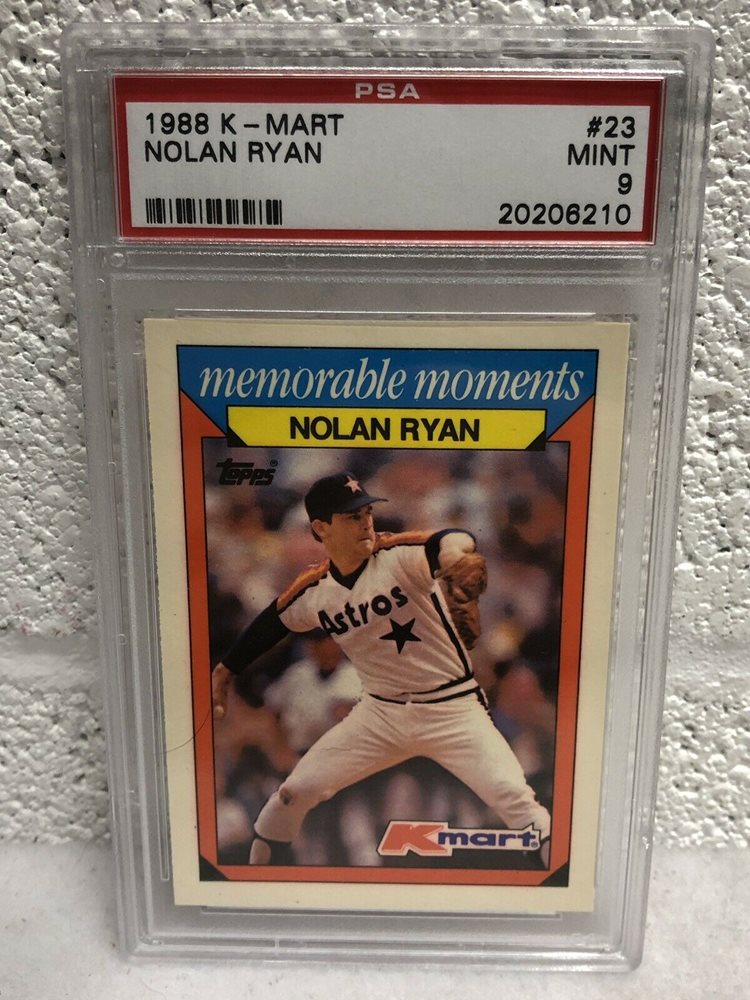 PSA
1988 K-MART #23
NOLAN RYAN MINT
9
20206210
memorable moments
NOLAN RYAN
Topps®
Astros
Kmart®